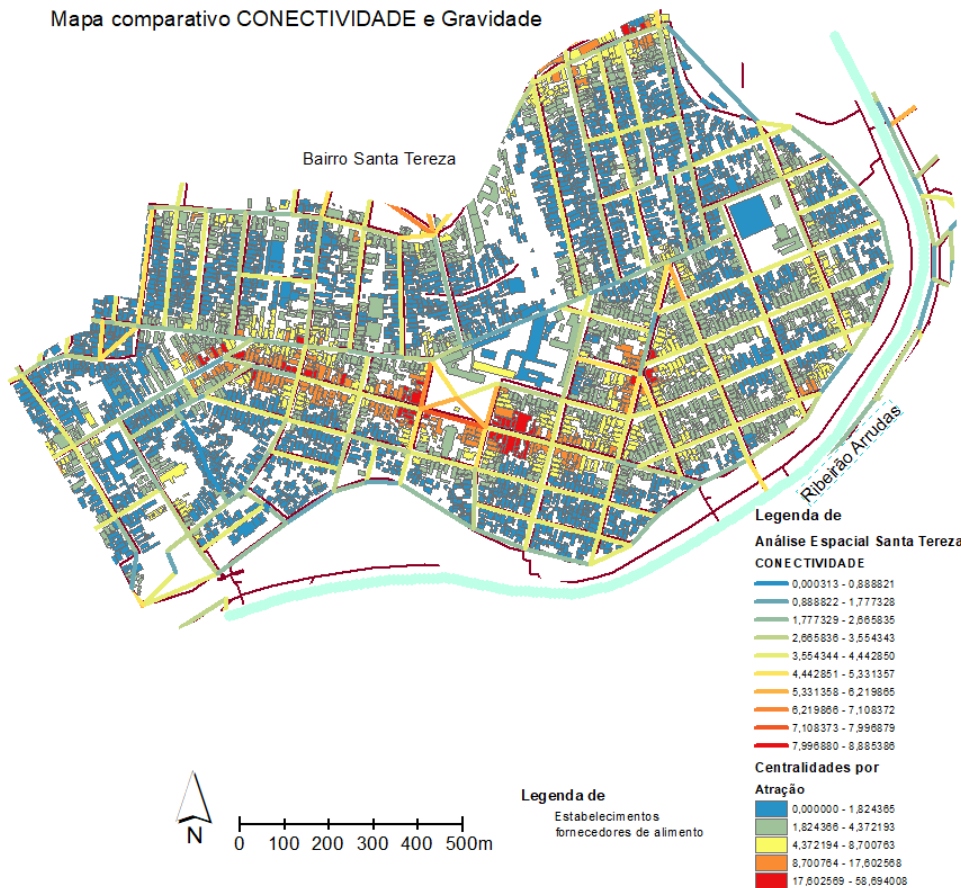 Mapa comparativo CONECTIVIDADE e Gravidade
Bairro Santa Tereza
Ribeirão Arrudas
Legenda de
Análise Espacial Santa Tereza
CONECTIVIDADE
0,000313 - 0,888821
0,888822 - 1,777328
1,777329 - 2,665835
2,665836 - 3,554343
3,554344 - 4,442850
4,442851 - 5,331357
5,331358 - 6,219865
6,219866 - 7,108372
7,108373 - 7,996879
7,996880 - 8,885386
Centralidades por
Atração
0,000000 - 1,824365
1,824366 - 4,372193
4,372194 - 8,700763
8,700764 - 17,602568
17,602569 - 58,694008
Legenda de
Estabelecimentos
fornecedores de alimento
N
0 100 200 300 400 500m